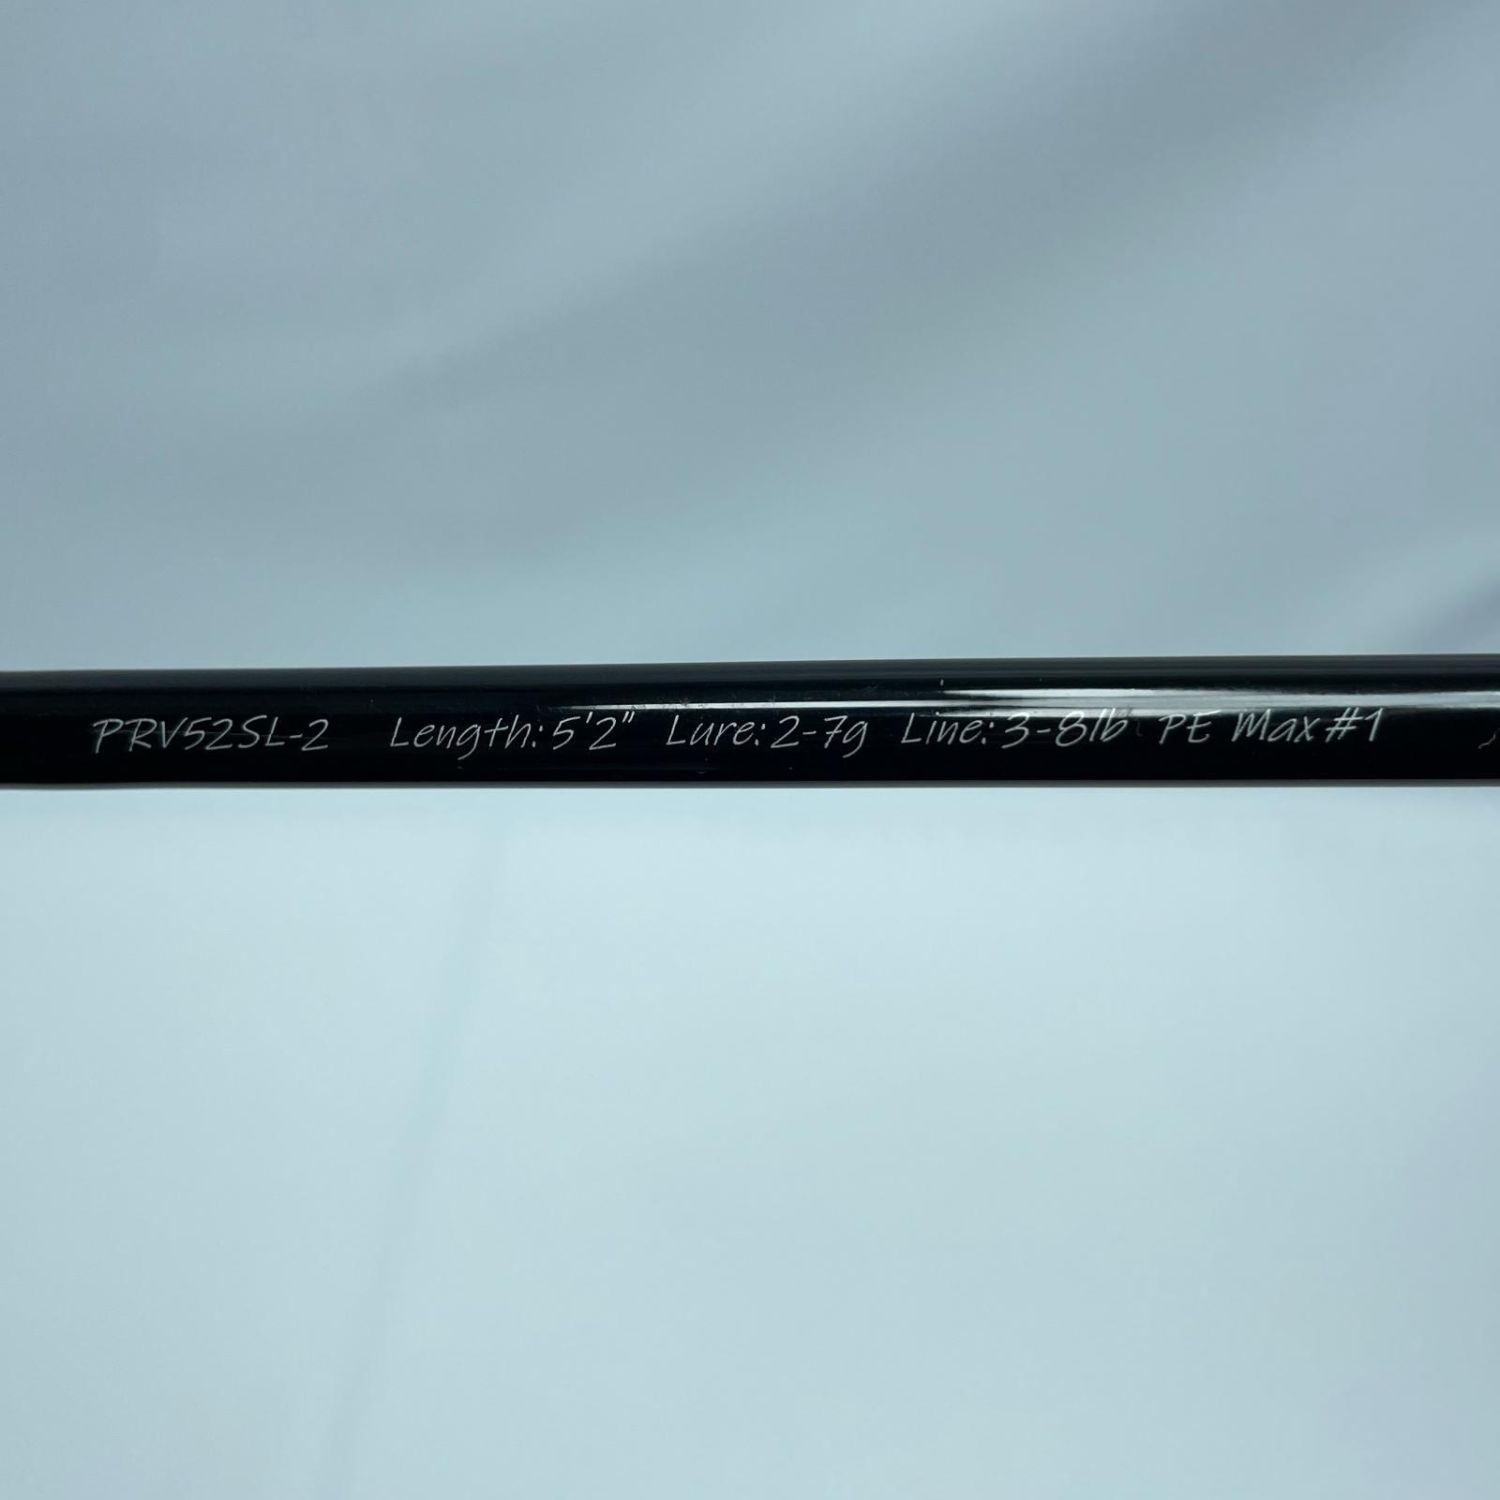 PRV52SL-2 Length:5'2" Lure:2-7g Line:3-8lb PE Max#1